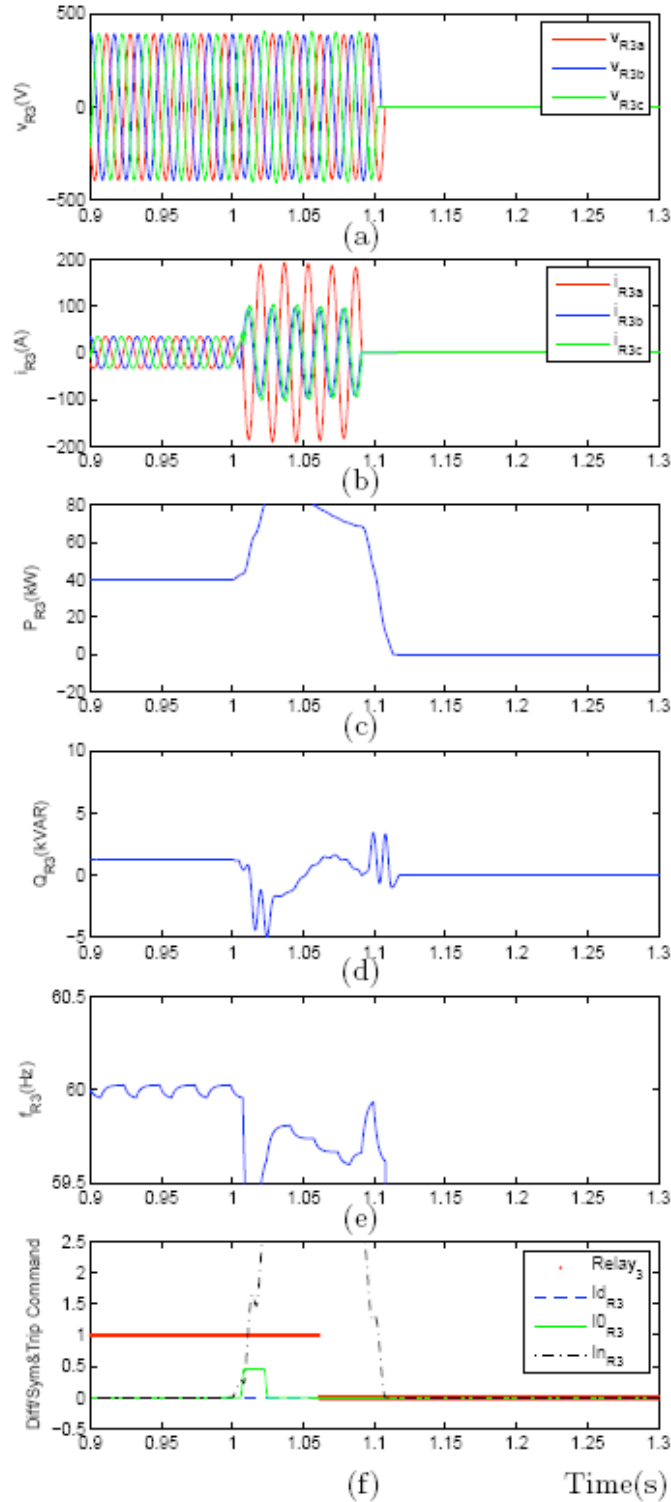 500
0
−500
v_R3(V)
v_R3a
v_R3b
v_R3c
0.9 0.95 1 1.05 1.1 1.15 1.2 1.25 1.3
(a)
200
100
0
−100
−200
i_R3(A)
i_R3a
i_R3b
i_R3c
0.9 0.95 1 1.05 1.1 1.15 1.2 1.25 1.3
(b)
80
60
40
20
0
−20
P_R3(kW)
0.9 0.95 1 1.05 1.1 1.15 1.2 1.25 1.3
(c)
10
5
0
−5
Q_R3(kVAR)
0.9 0.95 1 1.05 1.1 1.15 1.2 1.25 1.3
(d)
60.5
60
59.5
f_R3(Hz)
0.9 0.95 1 1.05 1.1 1.15 1.2 1.25 1.3
(e)
2.5
2
1.5
1
0.5
0
−0.5
Diff/Sym&Trip Command
Relay_3
Id_R3
I0_R3
In_R3
0.9 0.95 1 1.05 1.1 1.15 1.2 1.25 1.3
(f) Time(s)